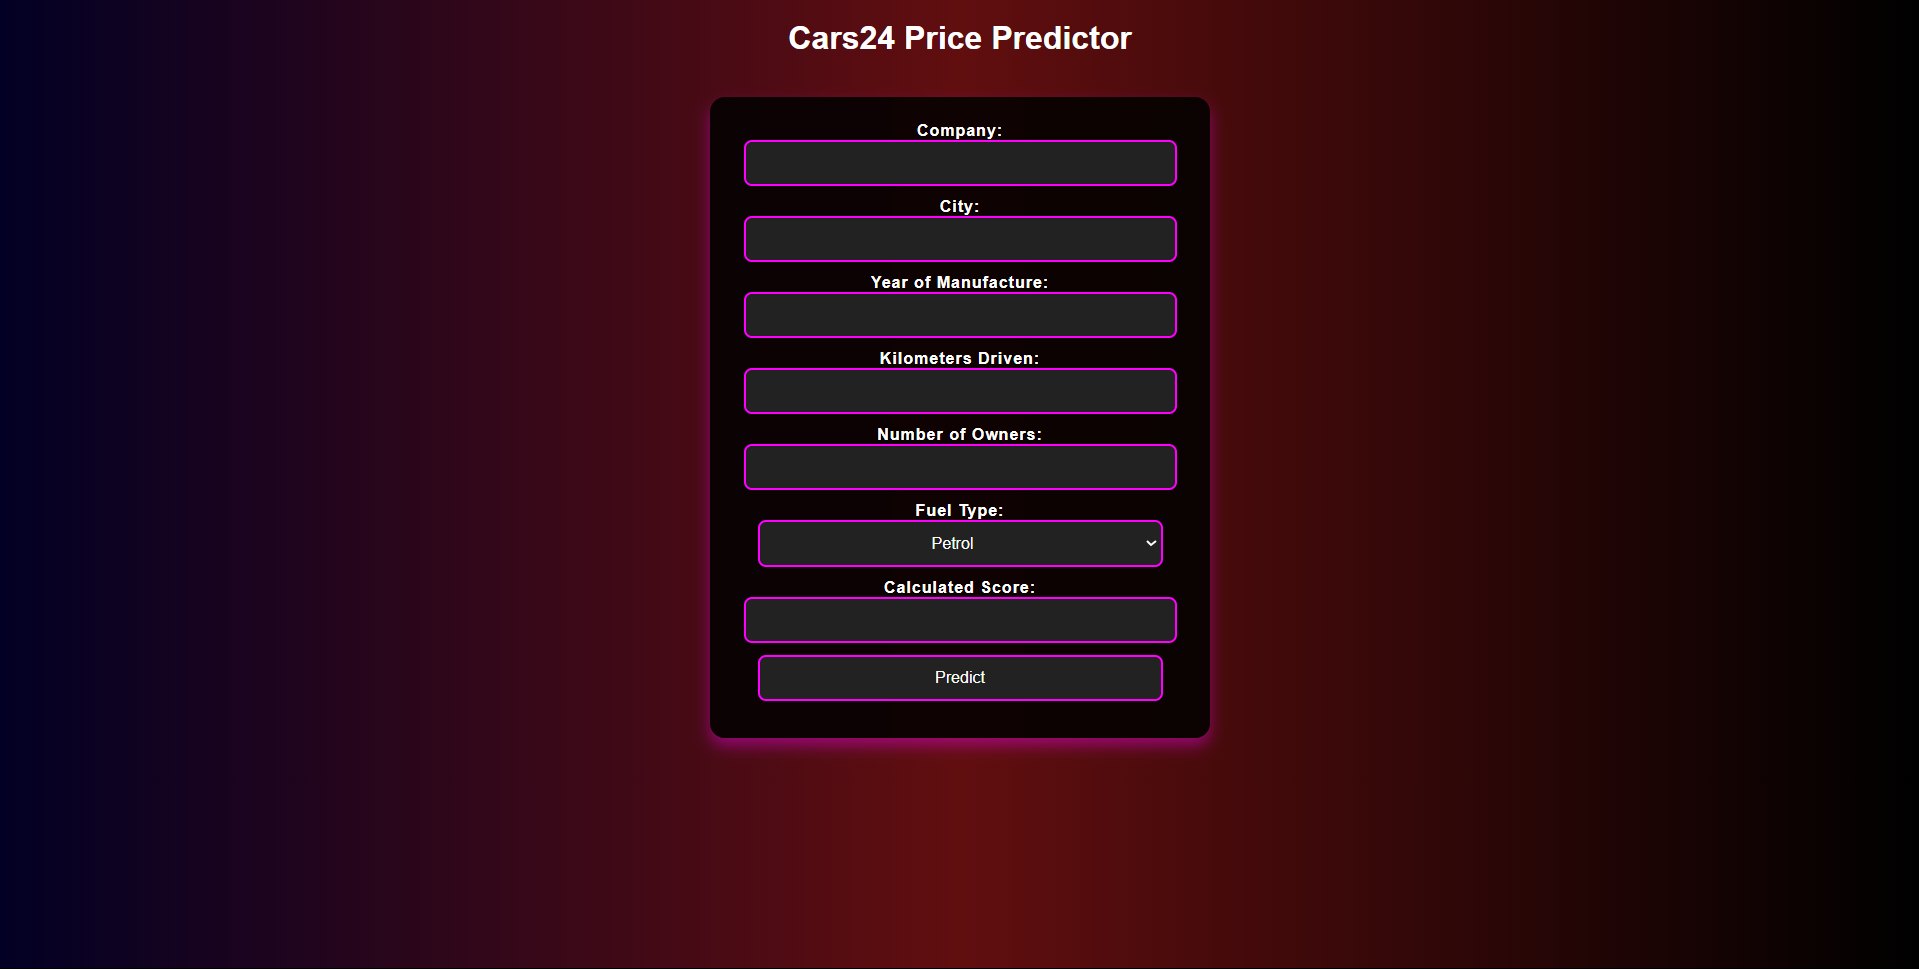 Cars24 Price Predictor
Company:
City:
Year of Manufacture:
Kilometers Driven:
Number of Owners:
Fuel Type:
Petrol
Calculated Score:
Predict